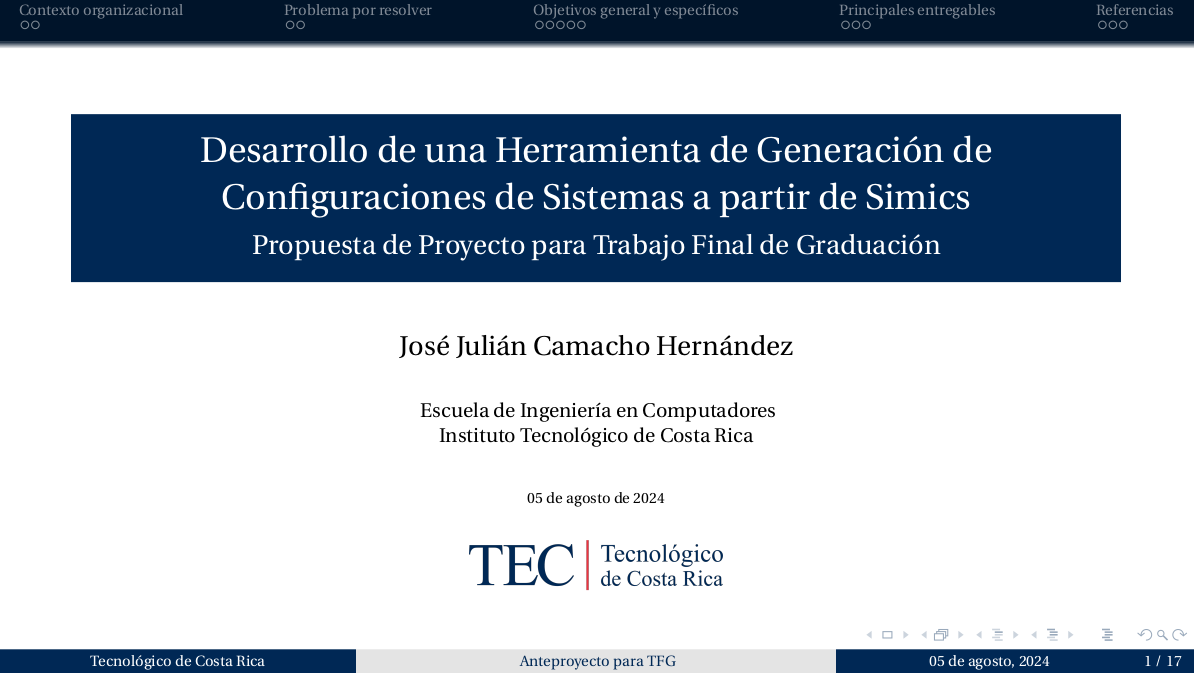 Contexto organizacional
Problema por resolver
Objetivos general y específicos
Principales entregables
Referencias
Desarrollo de una Herramienta de Generación de
Configuraciones de Sistemas a partir de Simics
Propuesta de Proyecto para Trabajo Final de Graduación
José Julián Camacho Hernández
Escuela de Ingeniería en Computadores
Instituto Tecnológico de Costa Rica
05 de agosto de 2024
TEC
Tecnológico
de Costa Rica
Tecnológico de Costa Rica
Anteproyecto para TFG
05 de agosto, 2024
1 / 17